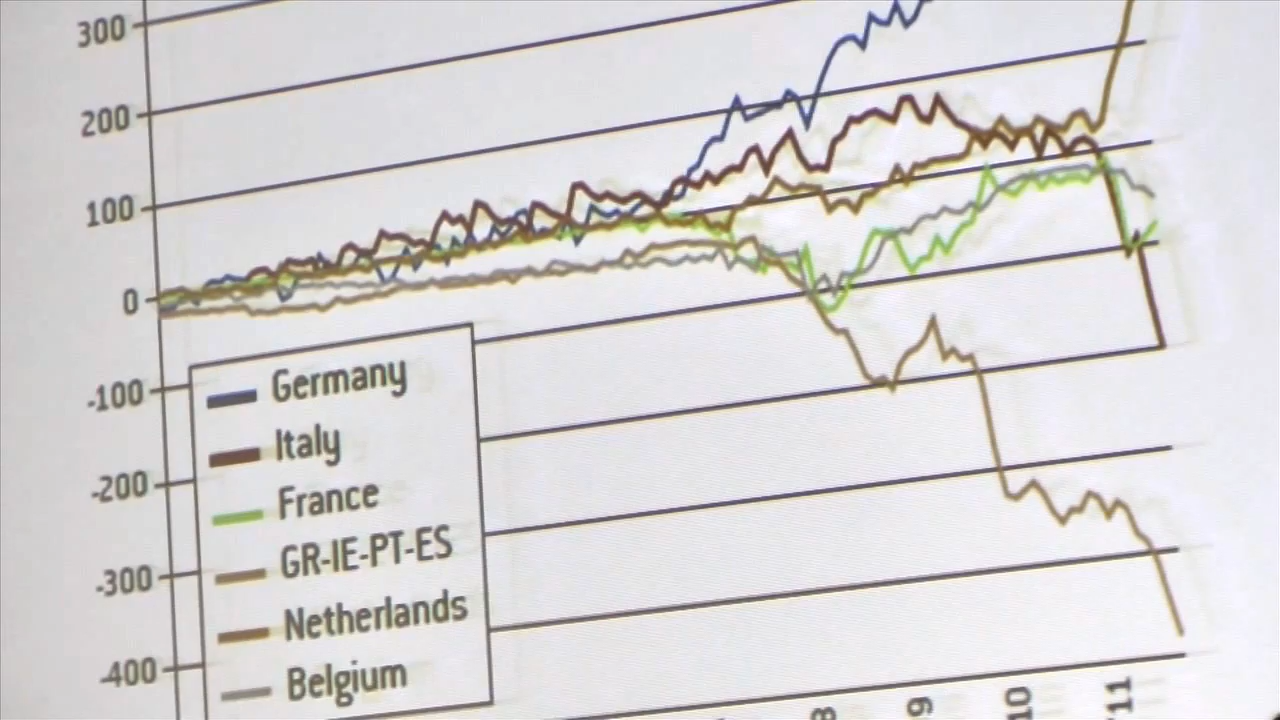 300
200
100
0
-100
-200
-300
-400
Germany
Italy
France
GR-IE-PT-ES
Netherlands
Belgium
9
10
'11